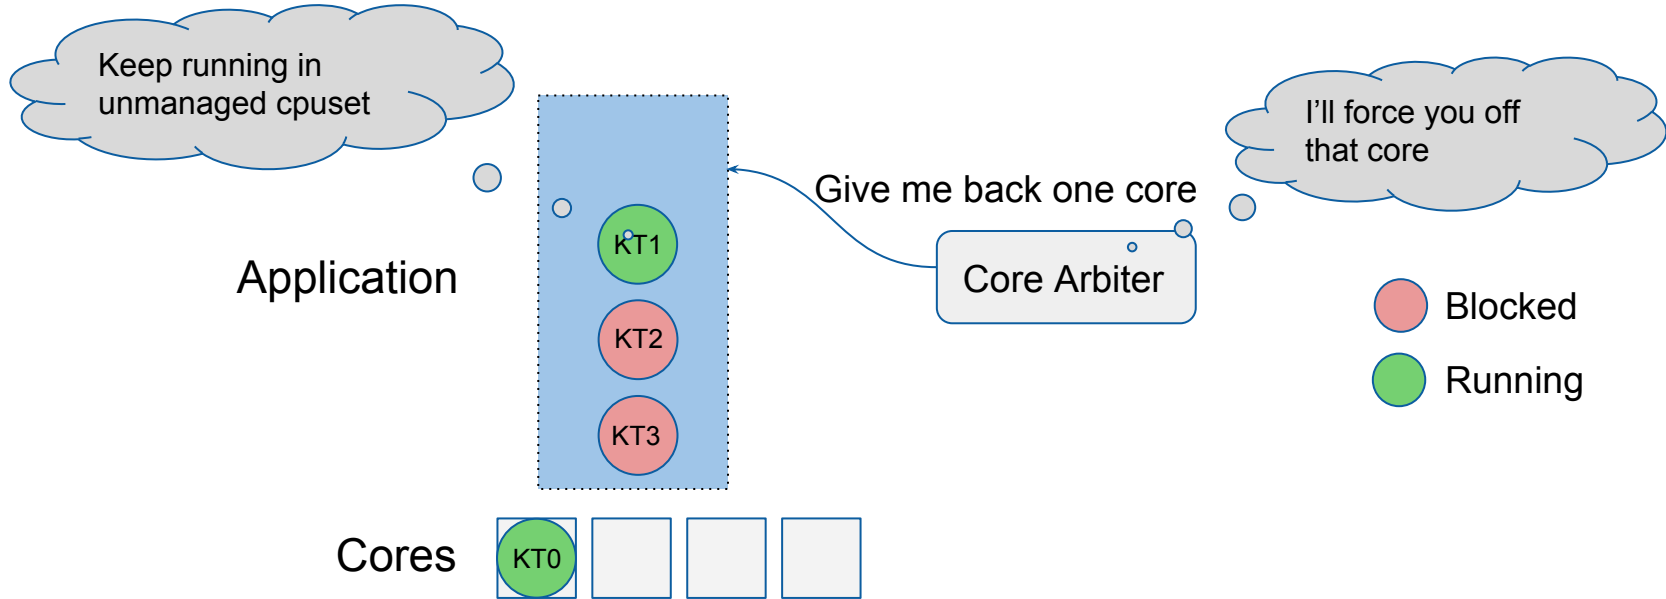 Keep running in
unmanaged cpuset
I'll force you off
that core
Give me back one core
KT1
Application
Core Arbiter
Blocked
KT2
Running
KT3
Cores
KT0